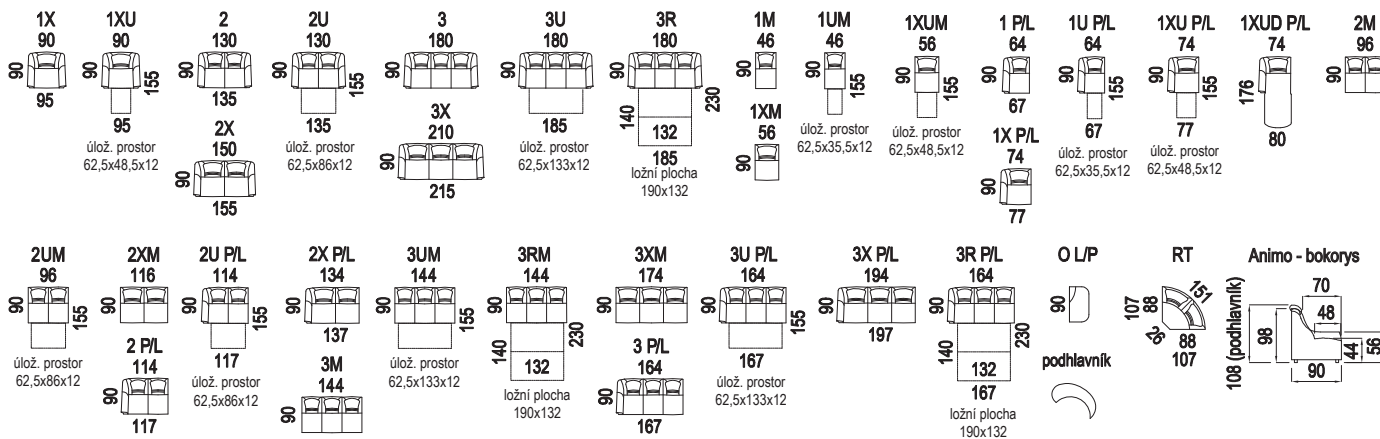 1X
90
90
95
1XU
90
90
155
95
úlož. prostor
62,5x48,5x12
2
130
90
135
2X
150
90
155
2U
130
90
155
135
úlož. prostor
62,5x86x12
3
180
90
3X
210
90
215
3U
180
90
155
185
úlož. prostor
62,5x133x12
3R
180
90
230
140
132
185
ložní plocha
190x132
1M
46
90
1XM
56
90
1UM
46
90
155
úlož. prostor
62,5x35,5x12
1XUM
56
90
155
úlož. prostor
62,5x48,5x12
1 P/L
64
90
67
1X P/L
74
90
77
1U P/L
64
90
155
67
úlož. prostor
62,5x35,5x12
1XU P/L
74
90
155
77
úlož. prostor
62,5x48,5x12
1XUD P/L
74
176
80
2M
96
90
2UM
96
90
155
úlož. prostor
62,5x86x12
2XM
116
90
2 P/L
114
90
117
2U P/L
114
90
155
117
úlož. prostor
62,5x86x12
2X P/L
134
90
137
3M
144
90
3UM
144
90
155
úlož. prostor
62,5x133x12
3RM
144
90
230
140
132
ložní plocha
190x132
3XM
174
90
3 P/L
164
90
167
3U P/L
164
90
155
167
úlož. prostor
62,5x133x12
3X P/L
194
90
197
3R P/L
164
90
230
140
132
167
ložní plocha
190x132
O L/P
90
podhlavník
RT
151
107
88
26
88
107
Animo - bokorys
70
48
108 (podhlavník)
98
44
56
90